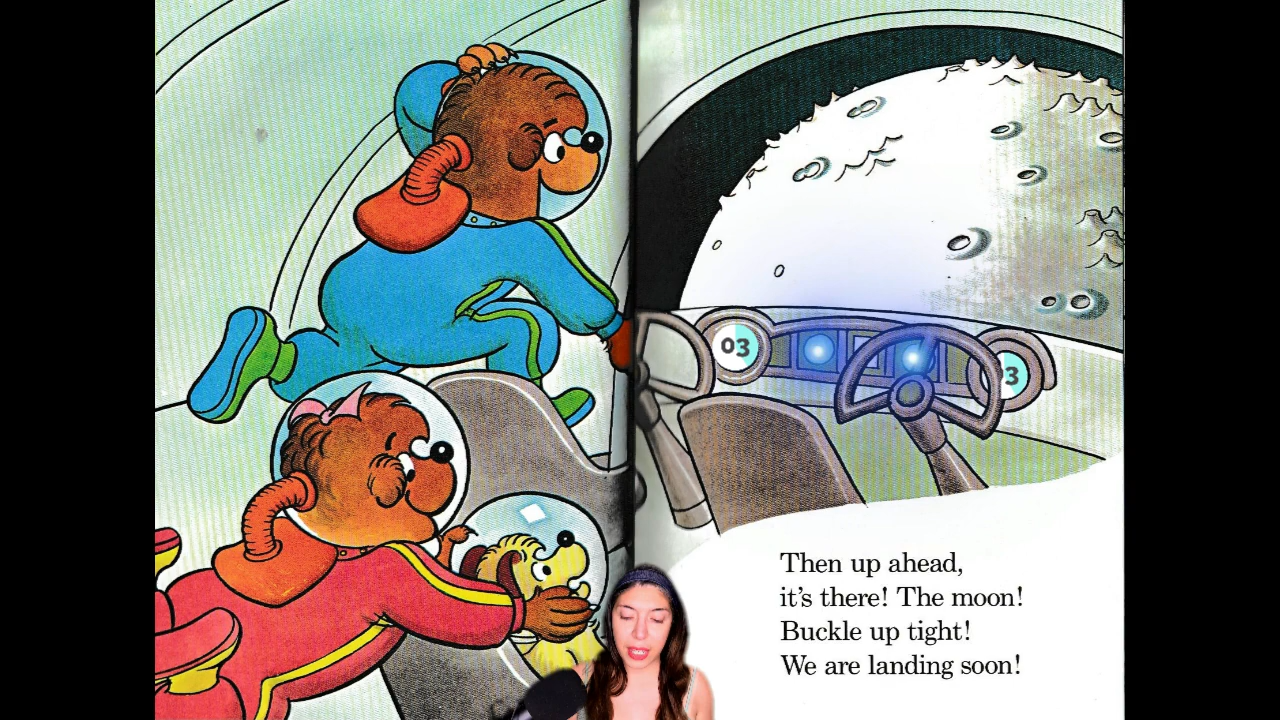 03
3
Then up ahead,
it's there! The moon!
Buckle up tight!
We are landing soon!